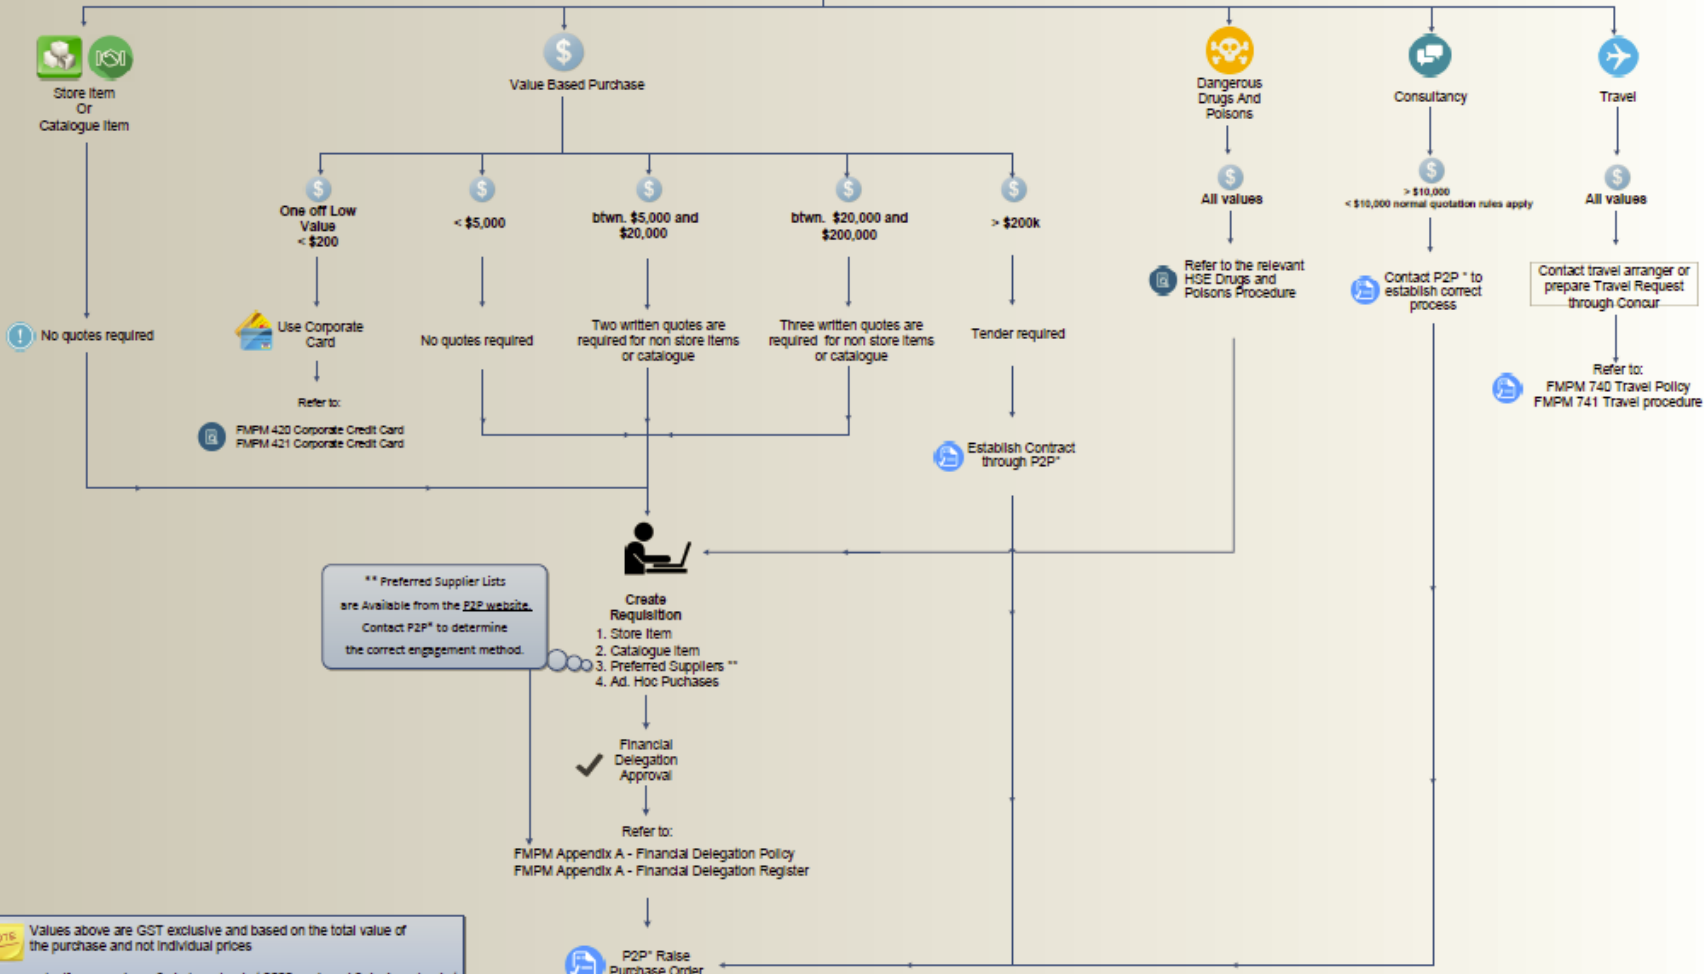 Store Item
Or
Catalogue Item
No quotes required
Value Based Purchase
One off Low
Value
< $200
Use Corporate
Card
Refer to:
FMPM 420 Corporate Credit Card
FMPM 421 Corporate Credit Card
< $5,000
No quotes required
btwn. $5,000 and
$20,000
Two written quotes are
required for non store items
or catalogue
btwn. $20,000 and
$200,000
Three written quotes are
required for non store items
or catalogue
> $200k
Tender required
Establish Contract
through P2P*
Dangerous
Drugs And
Poisons
All values
Refer to the relevant
HSE Drugs and
Poisons Procedure
Consultancy
> $10,000
< $10,000 normal quotation rules apply
Contact P2P * to
establish correct
process
Travel
All values
Contact travel arranger or
prepare Travel Request
through Concur
Refer to:
FMPM 740 Travel Policy
FMPM 741 Travel procedure
** Preferred Supplier Lists
are Available from the P2P website.
Contact P2P* to determine
the correct engagement method.
Create
Requisition
1. Store Item
2. Catalogue Item
3. Preferred Suppliers **
4. Ad. Hoc Puchases
Financial
Delegation
Approval
Refer to:
FMPM Appendix A - Financial Delegation Policy
FMPM Appendix A - Financial Delegation Register
P2P* Raise
Purchase Order
Values above are GST exclusive and based on the total value of
the purchase and not individual prices